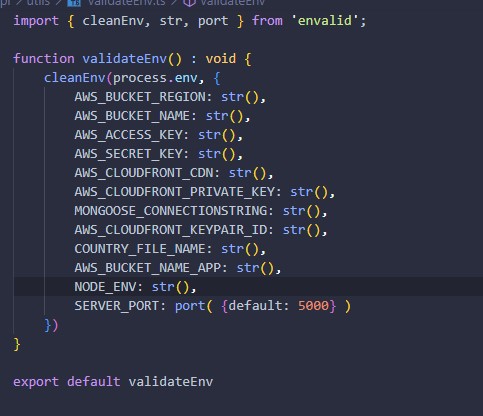 utils > validateEnv.ts > validateEnv
import { cleanEnv, str, port } from 'envalid';
function validateEnv() : void {
cleanEnv(process.env, {
AWS_BUCKET_REGION: str(),
AWS_BUCKET_NAME: str(),
AWS_ACCESS_KEY: str(),
AWS_SECRET_KEY: str(),
AWS_CLOUDFRONT_CDN: str(),
AWS_CLOUDFRONT_PRIVATE_KEY: str(),
MONGOOSE_CONNECTIONSTRING: str(),
AWS_CLOUDFRONT_KEYPAIR_ID: str(),
COUNTRY_FILE_NAME: str(),
AWS_BUCKET_NAME_APP: str(),
NODE_ENV: str(),
SERVER_PORT: port( {default: 5000} )
})
}
export default validateEnv